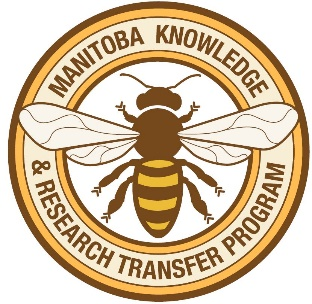 MANITOBA KNOWLEDGE
& RESEARCH TRANSFER PROGRAM